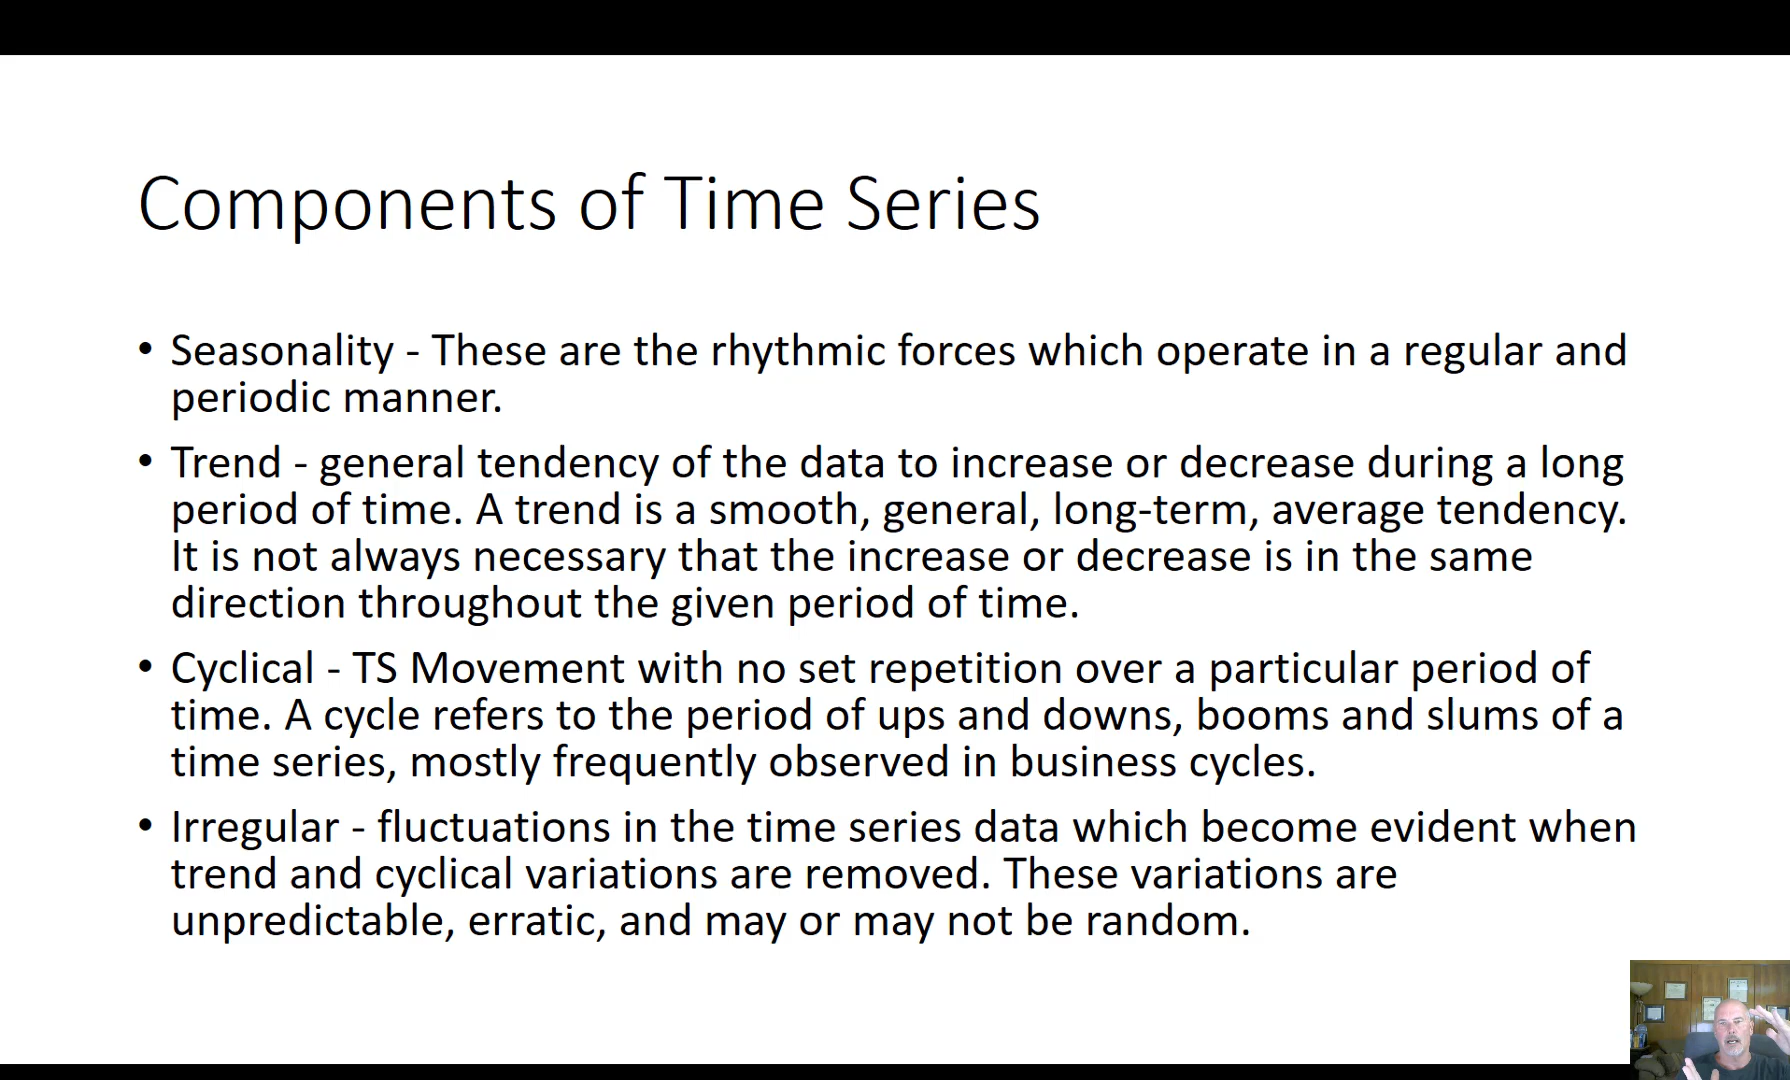 Components of Time Series
• Seasonality - These are the rhythmic forces which operate in a regular and
periodic manner.
• Trend - general tendency of the data to increase or decrease during a long
period of time. A trend is a smooth, general, long-term, average tendency.
It is not always necessary that the increase or decrease is in the same
direction throughout the given period of time.
• Cyclical - TS Movement with no set repetition over a particular period of
time. A cycle refers to the period of ups and downs, booms and slums of a
time series, mostly frequently observed in business cycles.
• Irregular - fluctuations in the time series data which become evident when
trend and cyclical variations are removed. These variations are
unpredictable, erratic, and may or may not be random.